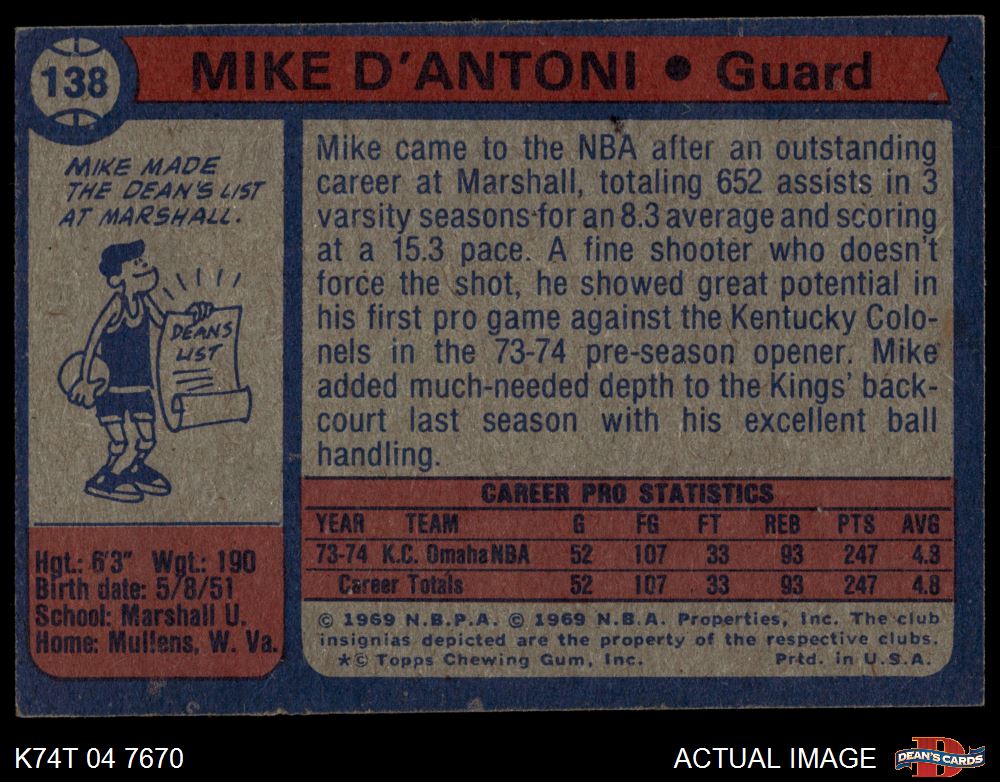 138
MIKE D'ANTONI • Guard
MIKE MADE
THE DEAN'S LIST
AT MARSHALL.
DEAN'S
LIST
Hgt.: 6'3" Wgt.: 190
Birth date: 5/8/51
School: Marshall U.
Home: Mullens, W. Va.
Mike came to the NBA after an outstanding
career at Marshall, totaling 652 assists in 3
varsity seasons for an 8.3 average and scoring
at a 15.3 pace. A fine shooter who doesn't
force the shot, he showed great potential in
his first pro game against the Kentucky Colo-
nels in the 73-74 pre-season opener. Mike
added much-needed depth to the Kings' back-
court last season with his excellent ball
handling.
CAREER PRO STATISTICS
YEAR TEAM G FG FT REB PTS AVG
73-74 K.C. Omaha NBA 52 107 33 93 247 4.8
Career Totals 52 107 33 93 247 4.8
© 1969 N.B.P.A. © 1969 N.B.A. Properties, Inc. The club
insignias depicted are the property of the respective clubs.
*© Topps Chewing Gum, Inc. Prtd. in U.S.A.
K74T 04 7670
ACTUAL IMAGE
D
DEAN'S CARDS